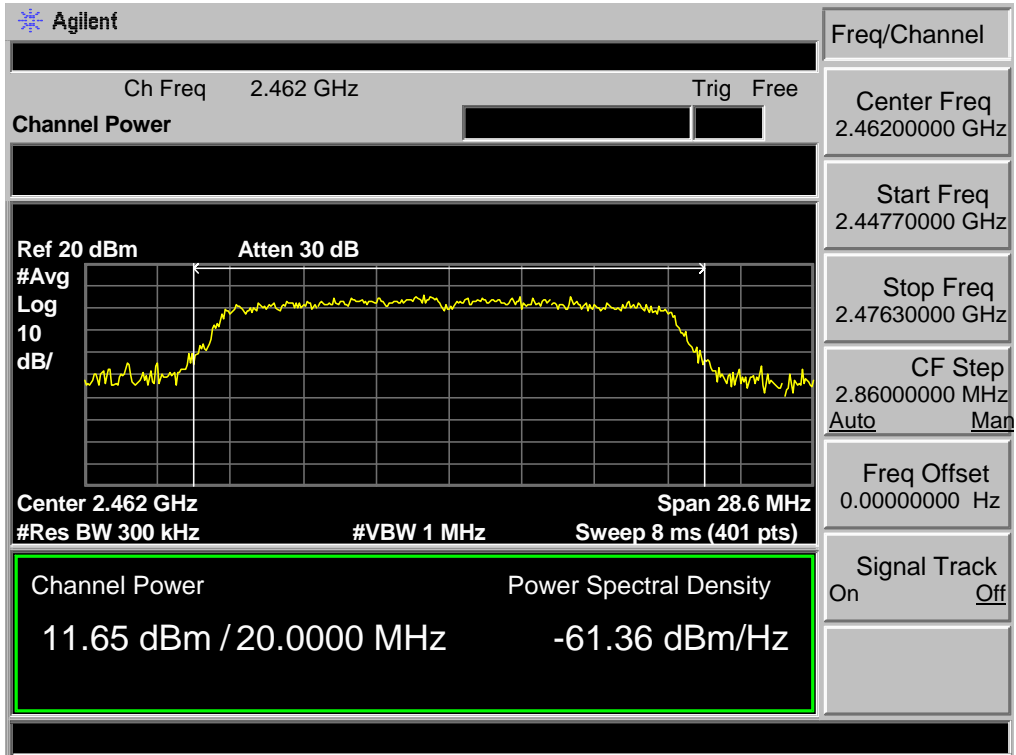 Agilent
Freq/Channel
Ch Freq 2.462 GHz Trig Free
Channel Power
Center Freq
2.46200000 GHz
Start Freq
2.44770000 GHz
Stop Freq
2.47630000 GHz
CF Step
2.86000000 MHz
Auto Man
Freq Offset
0.00000000 Hz
Signal Track
On Off
Ref 20 dBm Atten 30 dB
#Avg
Log
10
dB/
Center 2.462 GHz Span 28.6 MHz
#Res BW 300 kHz #VBW 1 MHz Sweep 8 ms (401 pts)
Channel Power Power Spectral Density
11.65 dBm / 20.0000 MHz -61.36 dBm/Hz